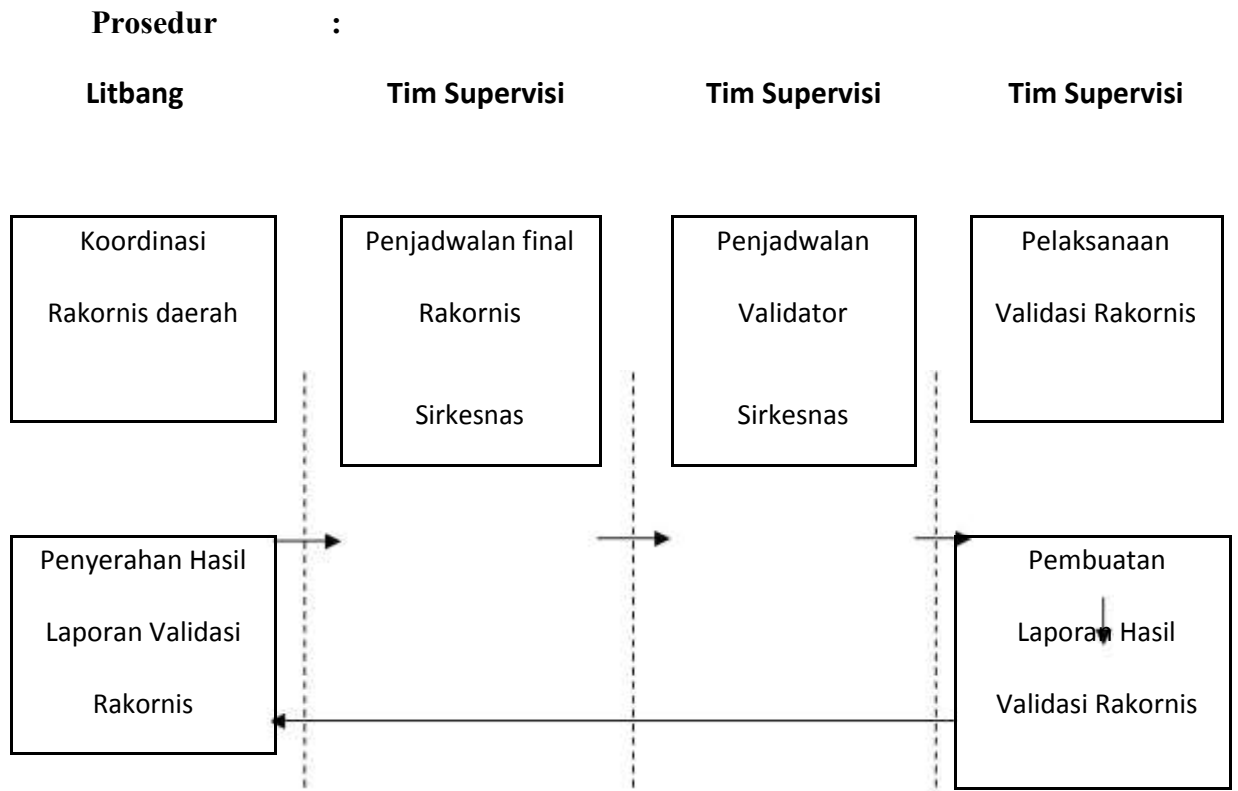 Prosedur :
Litbang Tim Supervisi Tim Supervisi Tim Supervisi
Koordinasi
Rakornis daerah
Penjadwalan final
Rakornis
Sirkesnas
Penjadwalan
Validator
Sirkesnas
Pelaksanaan
Validasi Rakornis
Penyerahan Hasil
Laporan Validasi
Rakornis
Pembuatan
Laporan Hasil
Validasi Rakornis